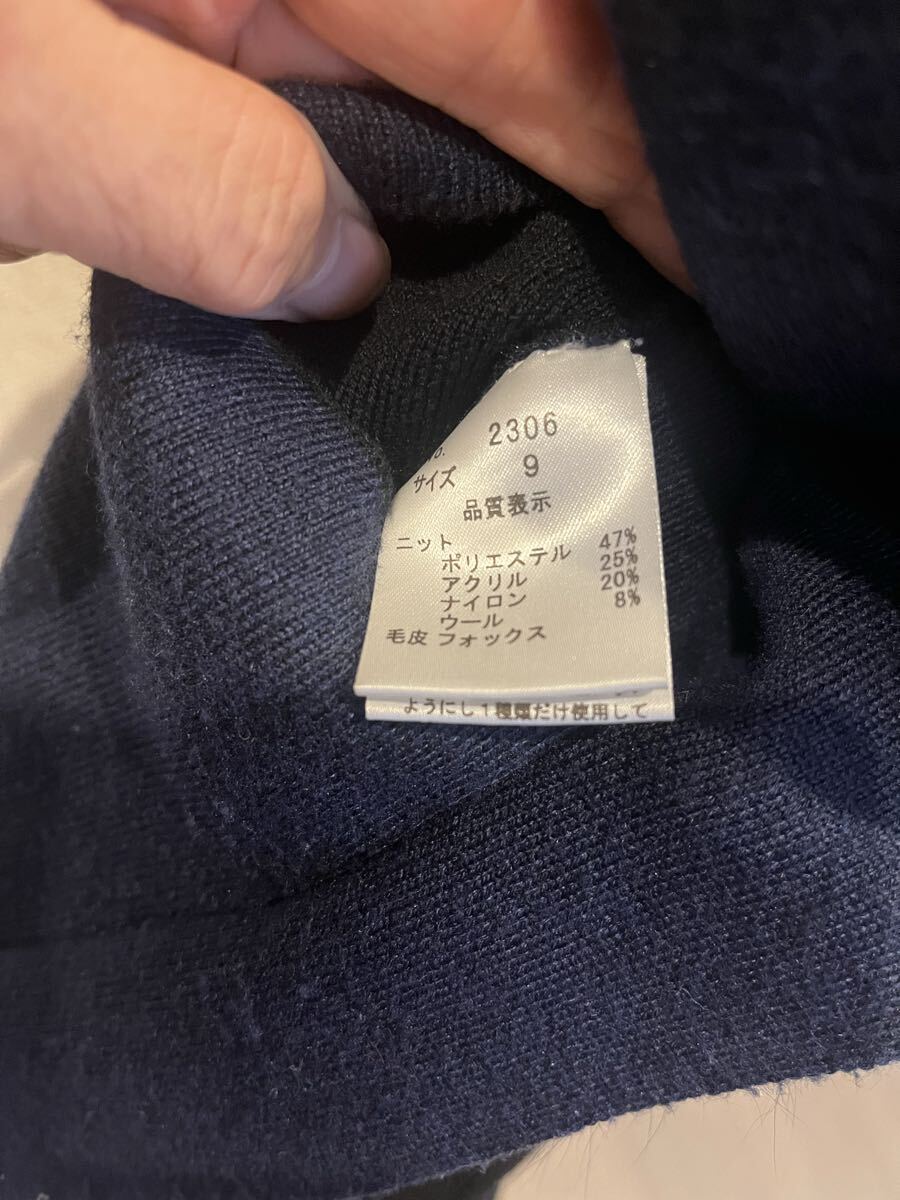 2306
サイズ 9
品質表示
ニット
ポリエステル 47%
アクリル 25%
ナイロン 20%
ウール 8%
毛皮 フォックス
ようにし1種類だけ使用して